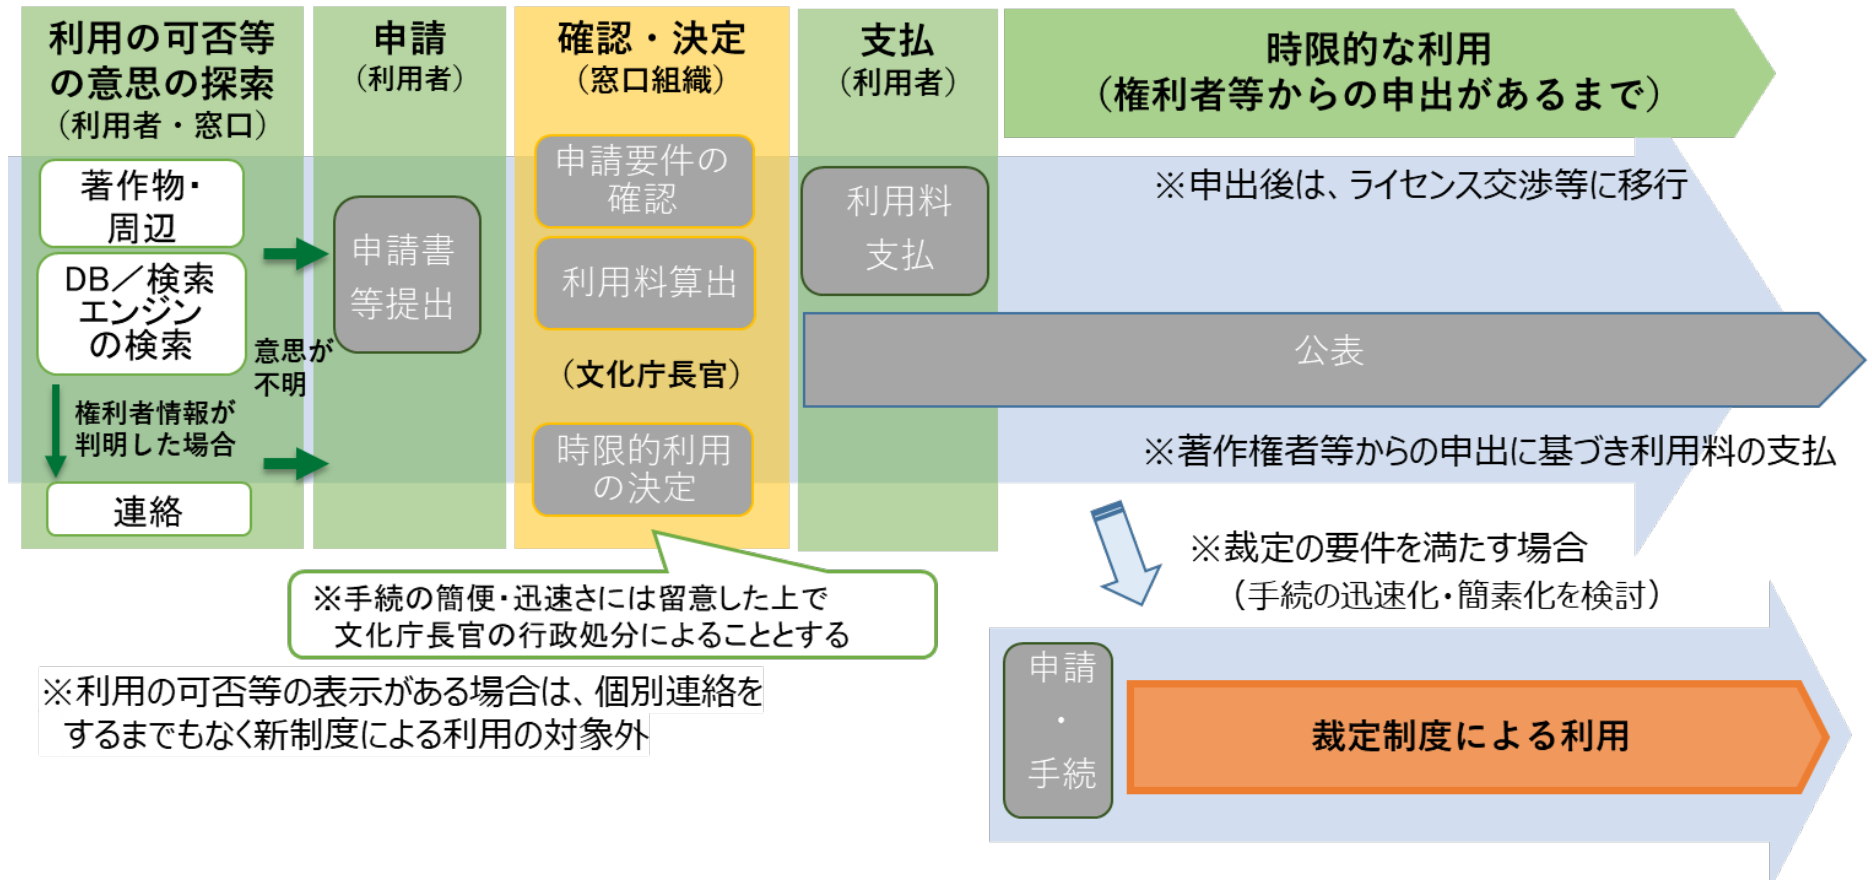 利用の可否等
の意思の探索
（利用者・窓口）
著作物・
周辺
DB／検索
エンジン
の検索
意思が
不明
権利者情報が
判明した場合
連絡
申請
（利用者）
申請書
等提出
確認・決定
（窓口組織）
申請要件の
確認
利用料算出
（文化庁長官）
時限的利用
の決定
※手続の簡便・迅速さには留意した上で
文化庁長官の行政処分によることとする
支払
（利用者）
利用料
支払
時限的な利用
（権利者等からの申出があるまで）
※申出後は、ライセンス交渉等に移行
公表
※著作権者等からの申出に基づき利用料の支払
※裁定の要件を満たす場合
（手続の迅速化・簡素化を検討）
※利用の可否等の表示がある場合は、個別連絡を
するまでもなく新制度による利用の対象外
申請
・
手続
裁定制度による利用